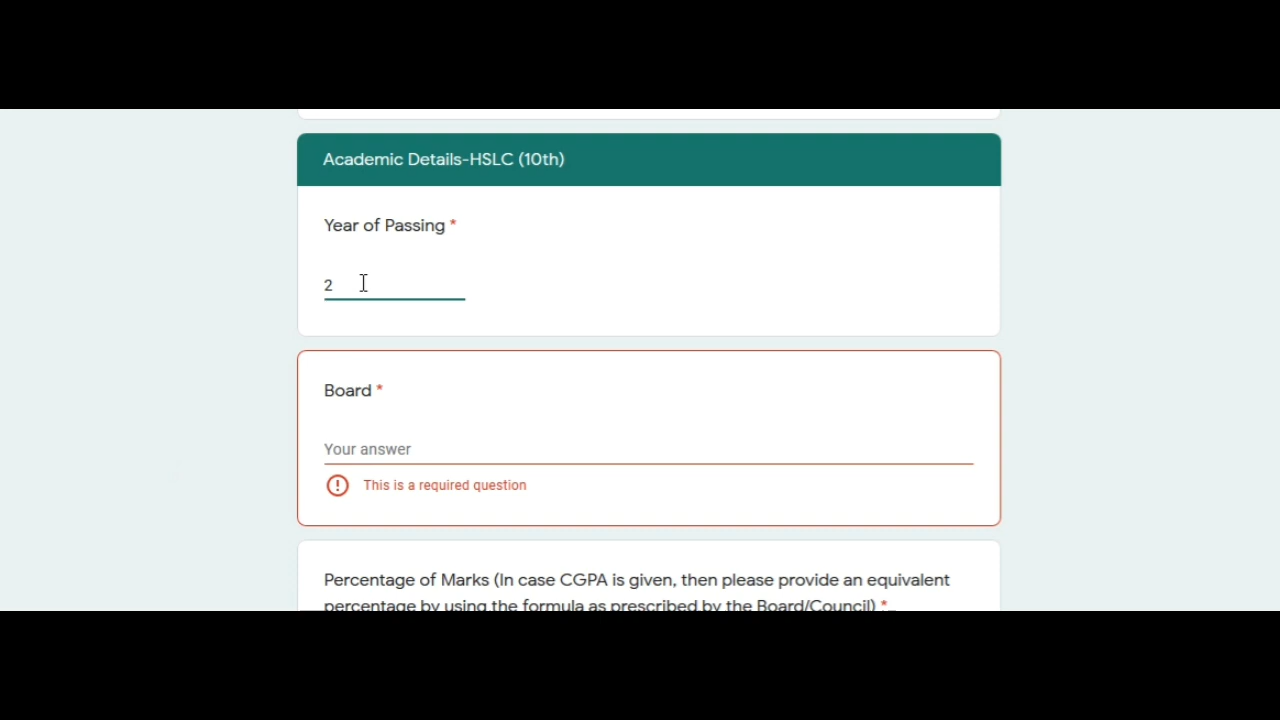 Academic Details-HSLC (10th)
Year of Passing *
2
Board *
Your answer
This is a required question
Percentage of Marks (In case CGPA is given, then please provide an equivalent
percentage by using the formula as prescribed by the Board/Council) *